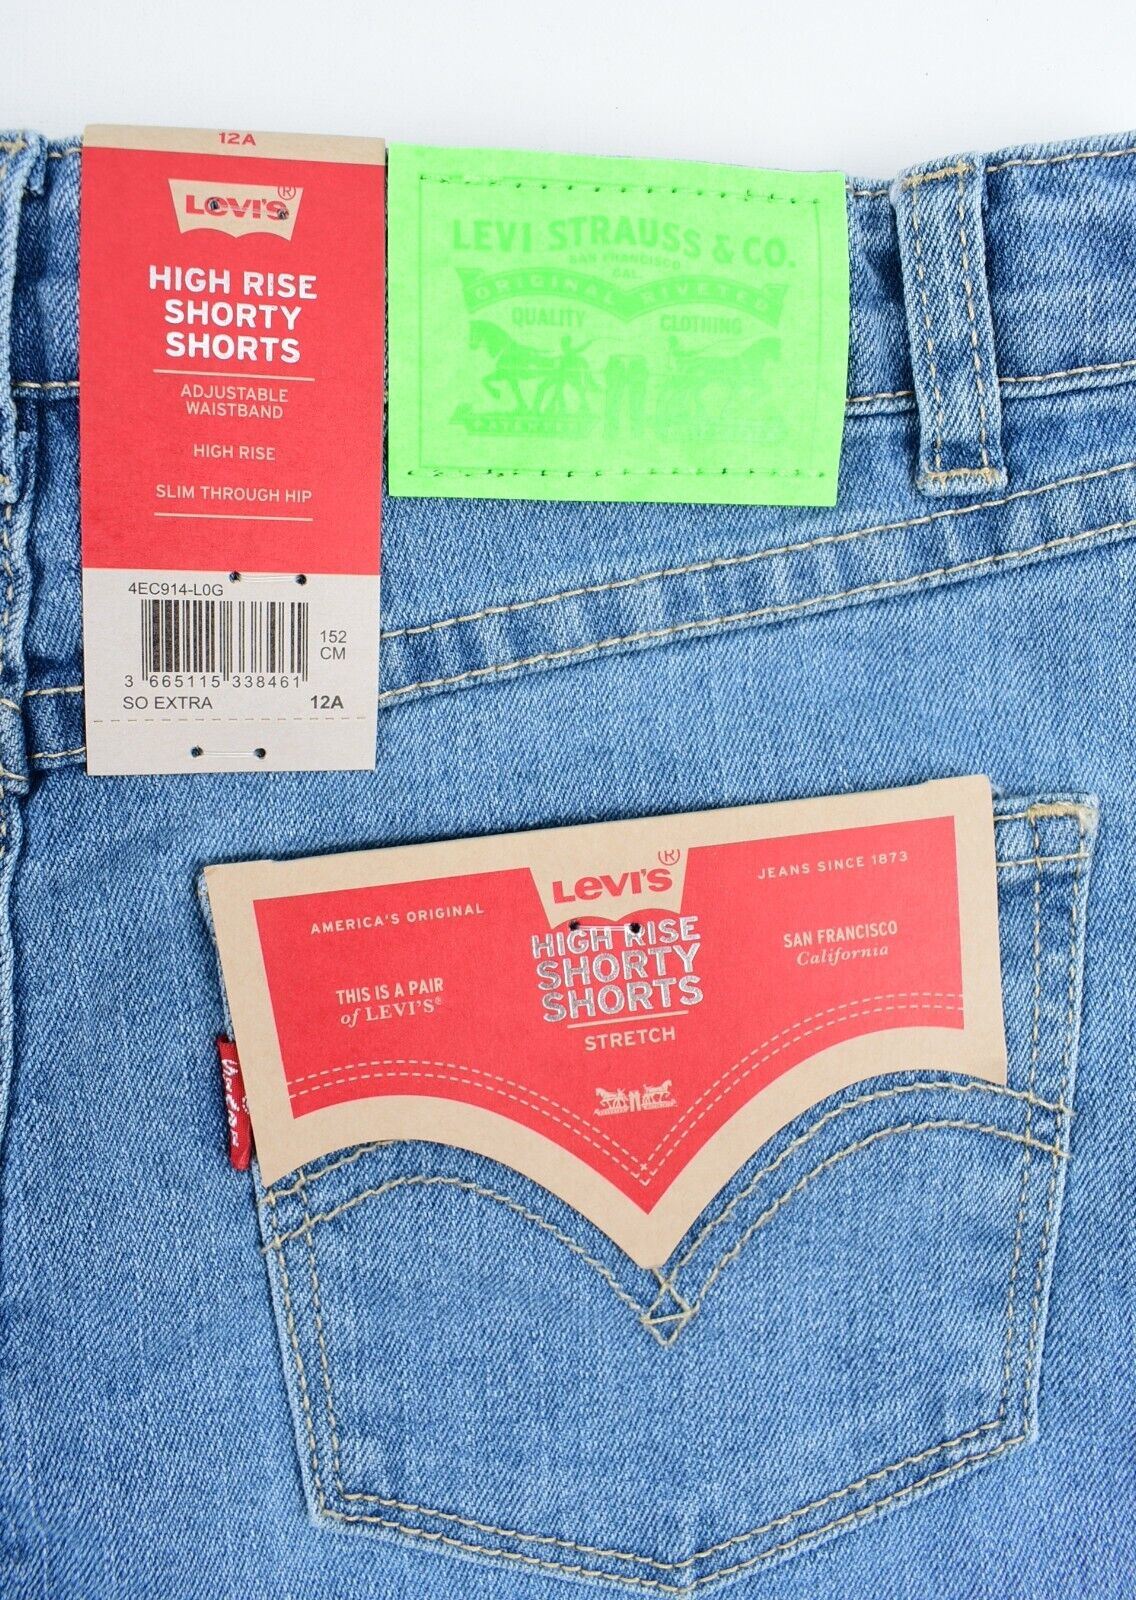 12A
LEVI'S®
HIGH RISE
SHORTY
SHORTS
ADJUSTABLE
WAISTBAND
HIGH RISE
SLIM THROUGH HIP
4EC914-L0G
152
CM
3 665115 338461
SO EXTRA 12A
LEVI STRAUSS & CO.
SAN FRANCISCO
CAL
ORIGINAL RIVETED
QUALITY CLOTHING
LEVI'S®
AMERICA'S ORIGINAL
JEANS SINCE 1873
HIGH RISE
SHORTY
SHORTS
STRETCH
THIS IS A PAIR
of LEVI'S®
SAN FRANCISCO
California